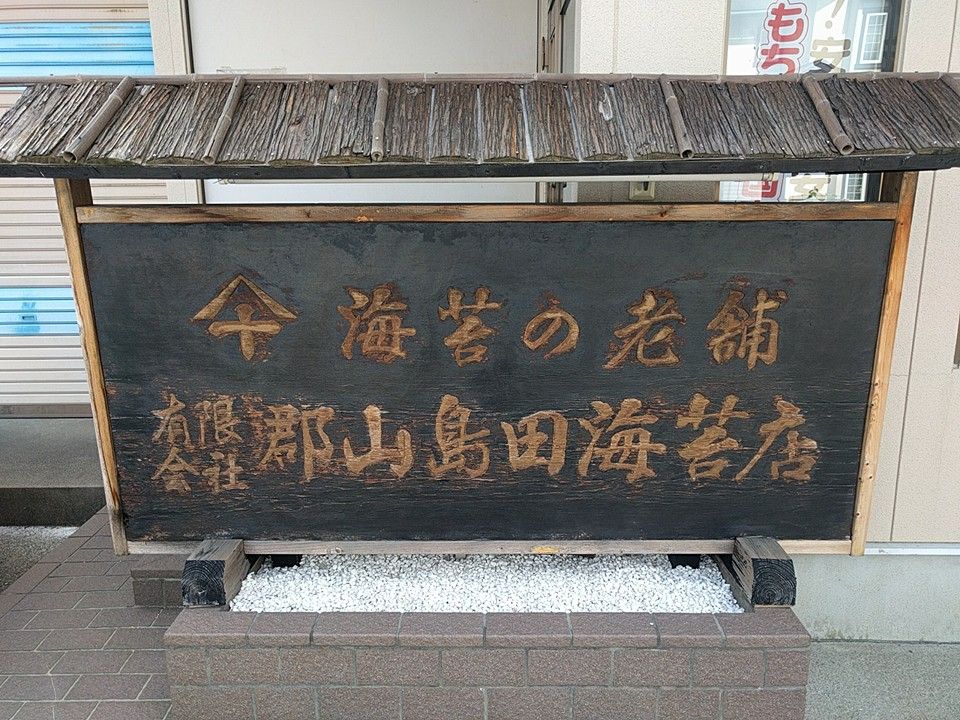 もち
海苔の老舗
有限会社 郡山島田海苔店